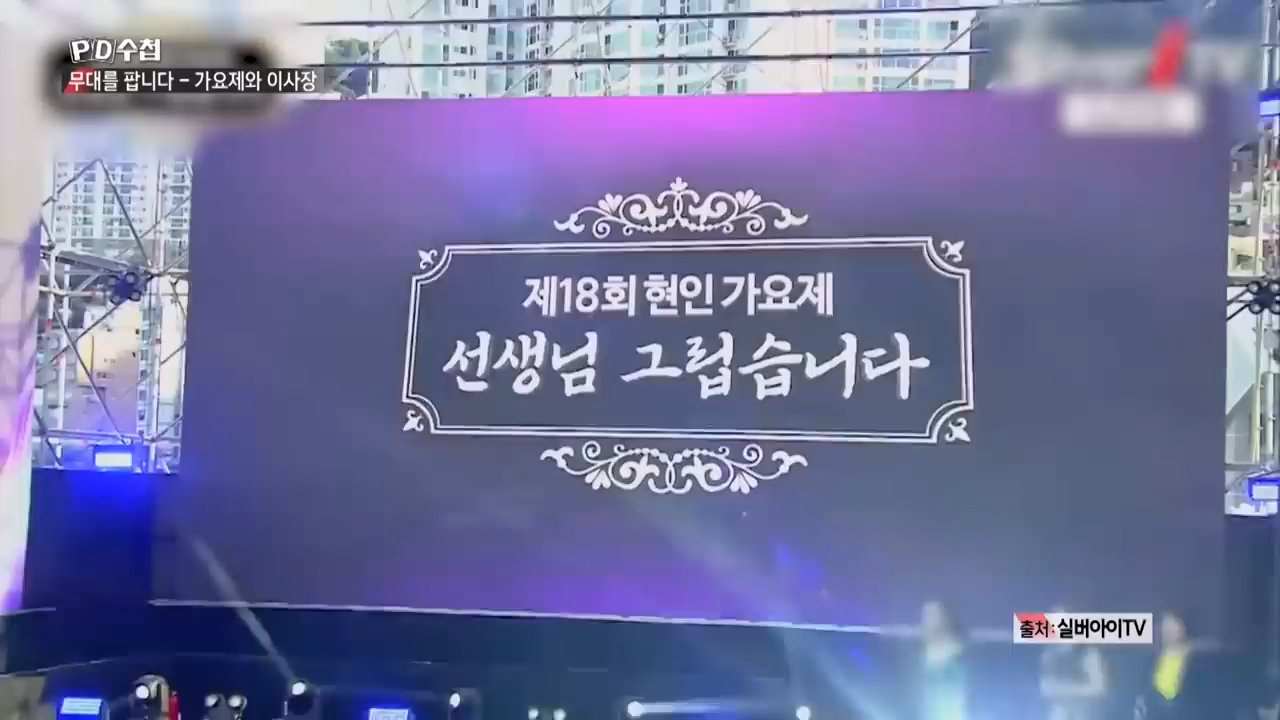 PD수첩
무대를 팝니다 - 가요제와 이사장
제18회 현인 가요제
선생님 그립습니다
출처: 실버아이TV